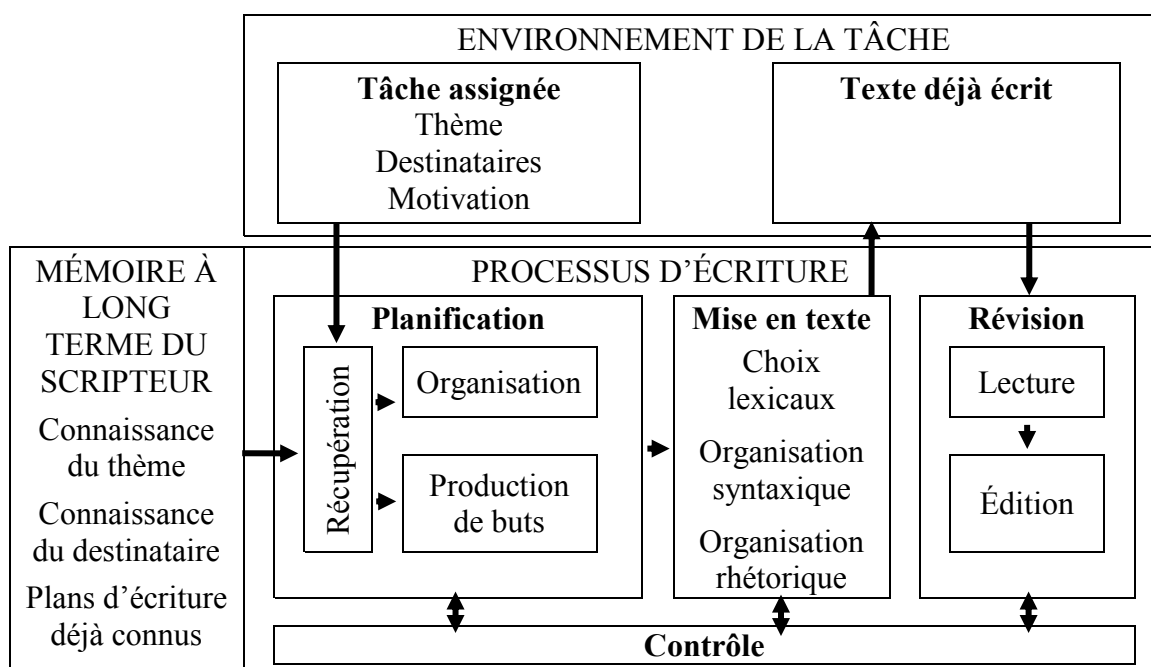 ENVIRONNEMENT DE LA TÂCHE
Tâche assignée
Thème
Destinataires
Motivation
Texte déjà écrit
MÉMOIRE À
LONG
TERME DU
SCRIPTEUR
Connaissance
du thème
Connaissance
du destinataire
Plans d’écriture
déjà connus
PROCESSUS D’ÉCRITURE
Planification
Récupération
Organisation
Production
de buts
Mise en texte
Choix
lexicaux
Organisation
syntaxique
Organisation
rhétorique
Révision
Lecture
Édition
Contrôle